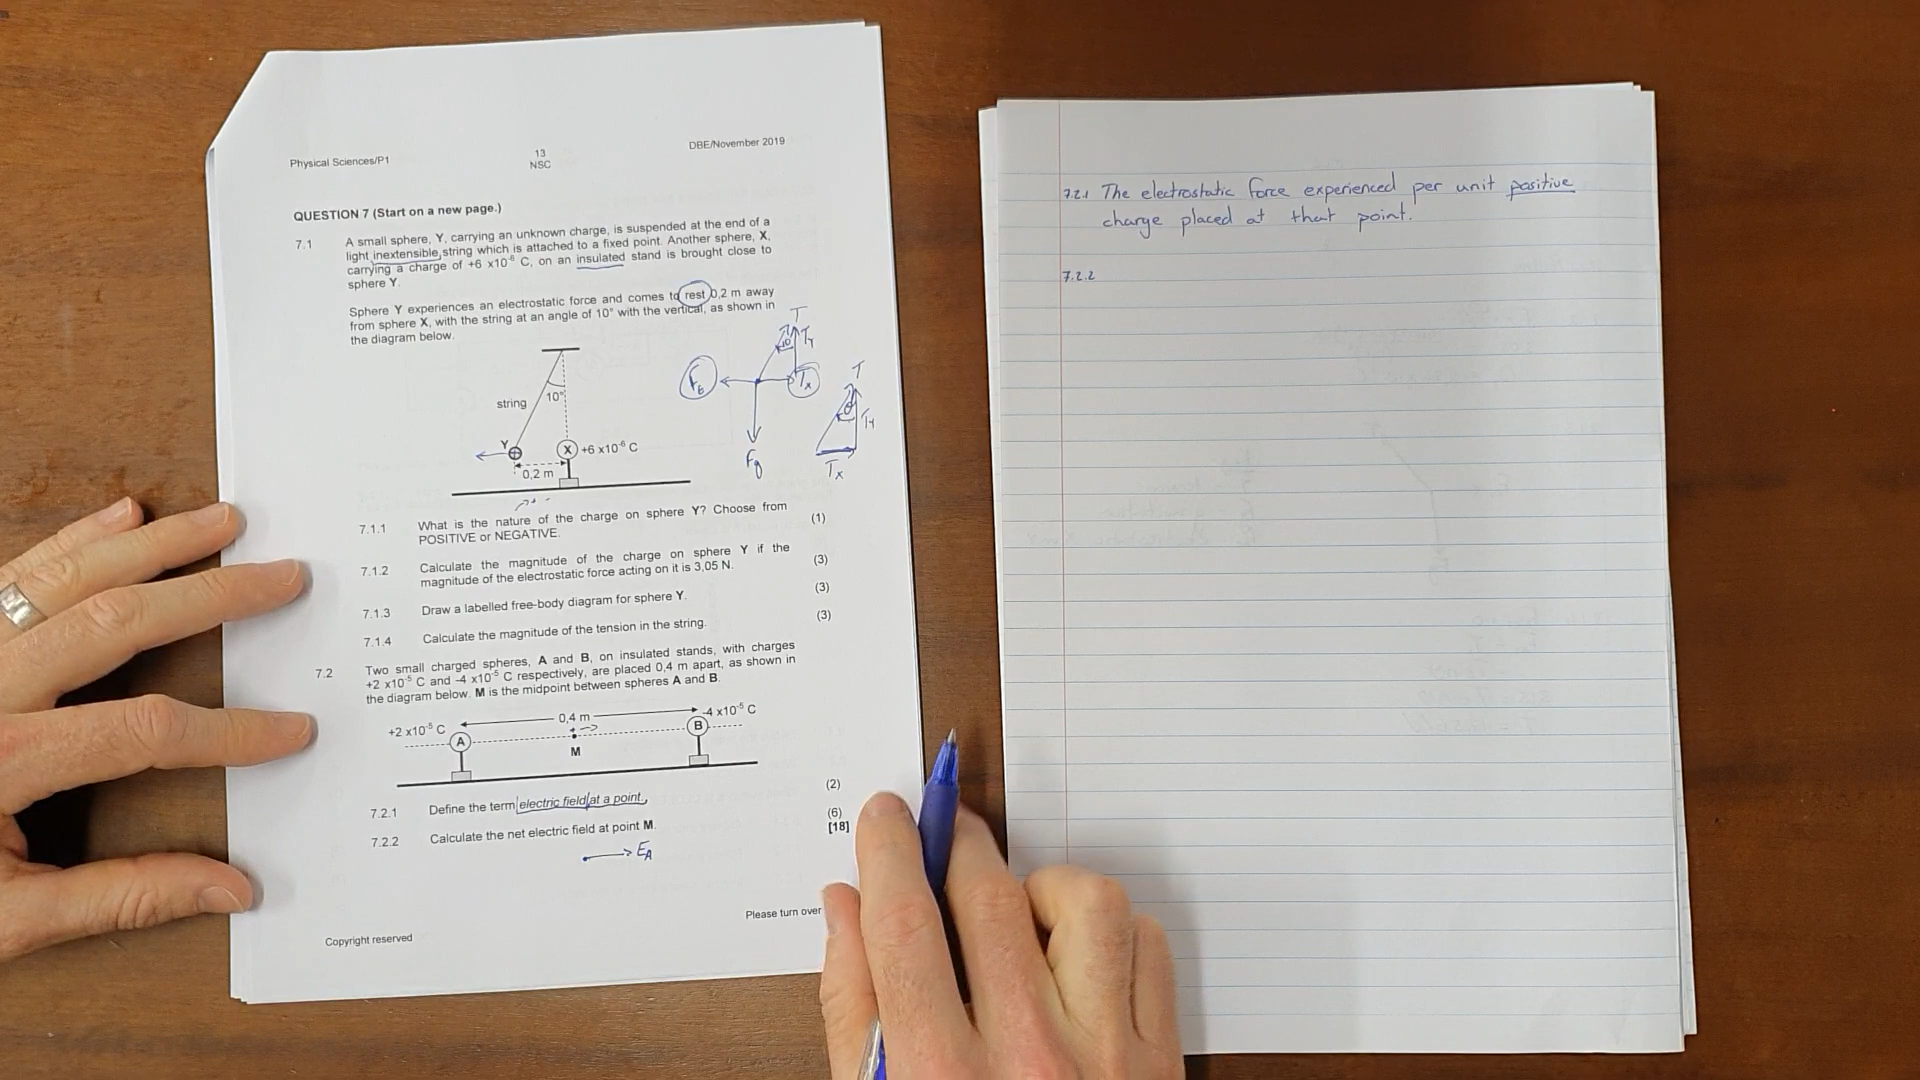 Physical Sciences/P1
13
NSC
DBE/November 2019
QUESTION 7 (Start on a new page.)
7.1 A small sphere, Y, carrying an unknown charge, is suspended at the end of a
light inextensible string which is attached to a fixed point. Another sphere, X,
carrying a charge of +6 x10⁻⁶ C, on an insulated stand is brought close to
sphere Y.
Sphere Y experiences an electrostatic force and comes to rest 0,2 m away
from sphere X, with the string at an angle of 10° with the vertical, as shown in
the diagram below.
string
10°
Y
X
+6 x10⁻⁶ C
0,2 m
T
10
Ty
FE
Tx
Fg
T
θ
Ty
Tx
7.1.1 What is the nature of the charge on sphere Y? Choose from
POSITIVE or NEGATIVE. (1)
7.1.2 Calculate the magnitude of the charge on sphere Y if the
magnitude of the electrostatic force acting on it is 3,05 N. (3)
7.1.3 Draw a labelled free-body diagram for sphere Y. (3)
7.1.4 Calculate the magnitude of the tension in the string. (3)
7.2 Two small charged spheres, A and B, on insulated stands, with charges
+2 x10⁻⁵ C and -4 x10⁻⁵ C respectively, are placed 0,4 m apart, as shown in
the diagram below. M is the midpoint between spheres A and B.
+2 x10⁻⁵ C
0,4 m
-4 x10⁻⁵ C
A
+
M
B
7.2.1 Define the term electric field at a point. (2)
7.2.2 Calculate the net electric field at point M. (6)
[18]
EA
Please turn over
Copyright reserved
7.2.1 The electrostatic force experienced per unit positive
charge placed at that point.
7.2.2